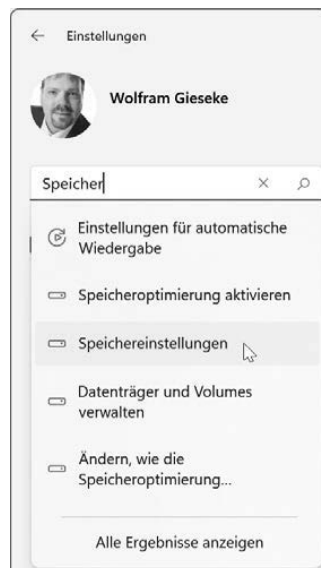 Einstellungen
Wolfram Gieseke
Speicher
Einstellungen für automatische
Wiedergabe
Speicheroptimierung aktivieren
Speichereinstellungen
Datenträger und Volumes
verwalten
Ändern, wie die
Speicheroptimierung...
Alle Ergebnisse anzeigen